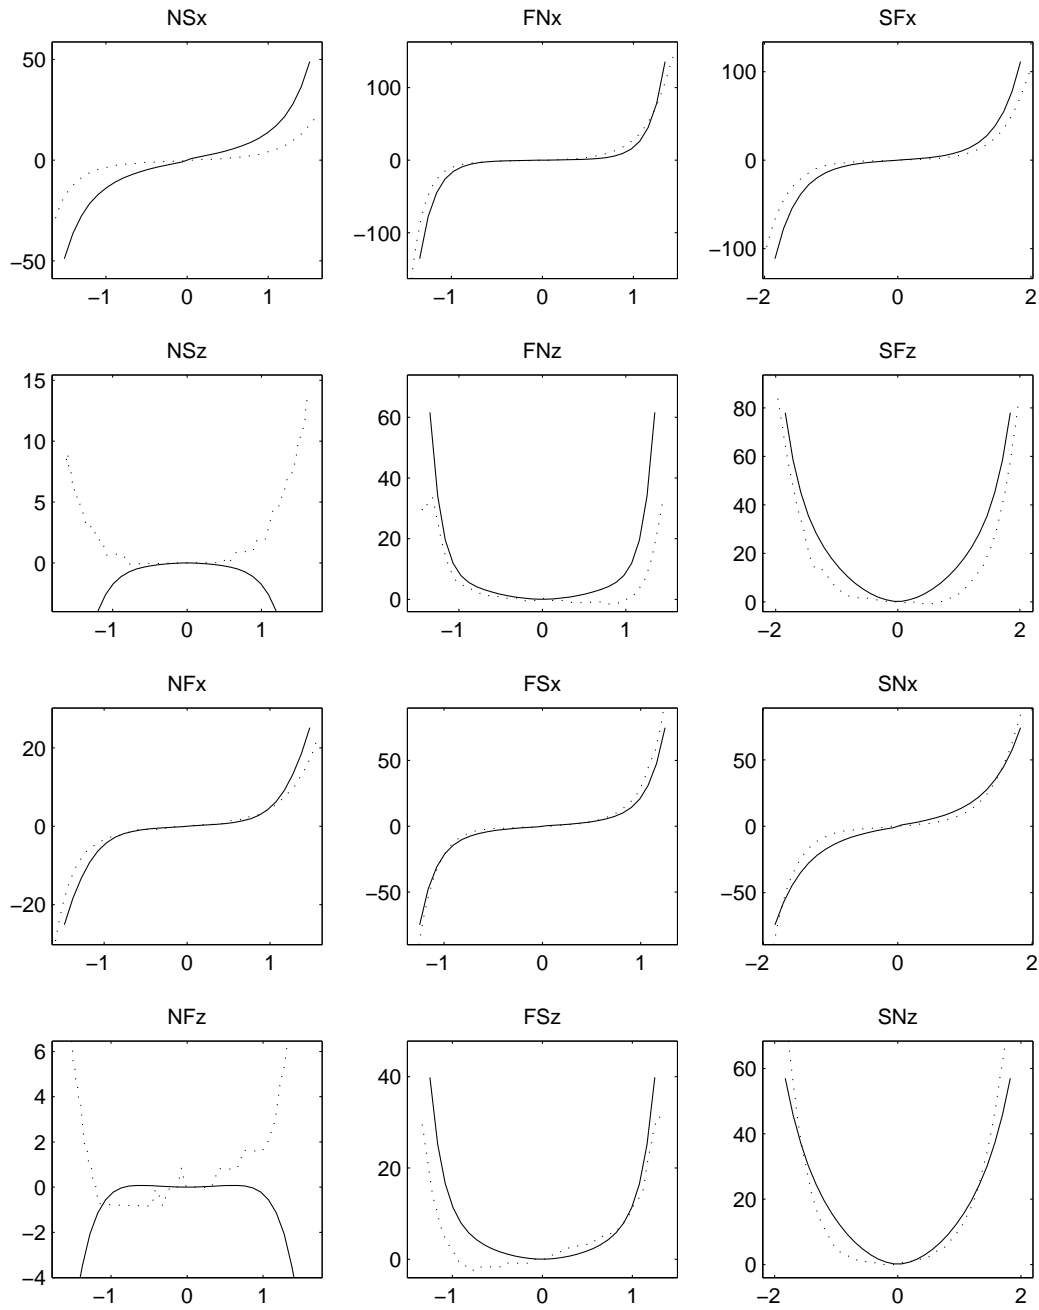 NSx FNx SFx
50 0 −50 −1 0 1
100 0 −100 −1 0 1
100 0 −100 −2 0 2
NSz FNz SFz
15 10 5 0 −1 0 1
60 40 20 0 −1 0 1
80 60 40 20 0 −2 0 2
NFx FSx SNx
20 0 −20 −1 0 1
50 0 −50 −1 0 1
50 0 −50 −2 0 2
NFz FSz SNz
6 4 2 0 −2 −4 −1 0 1
40 20 0 −1 0 1
60 40 20 0 −2 0 2